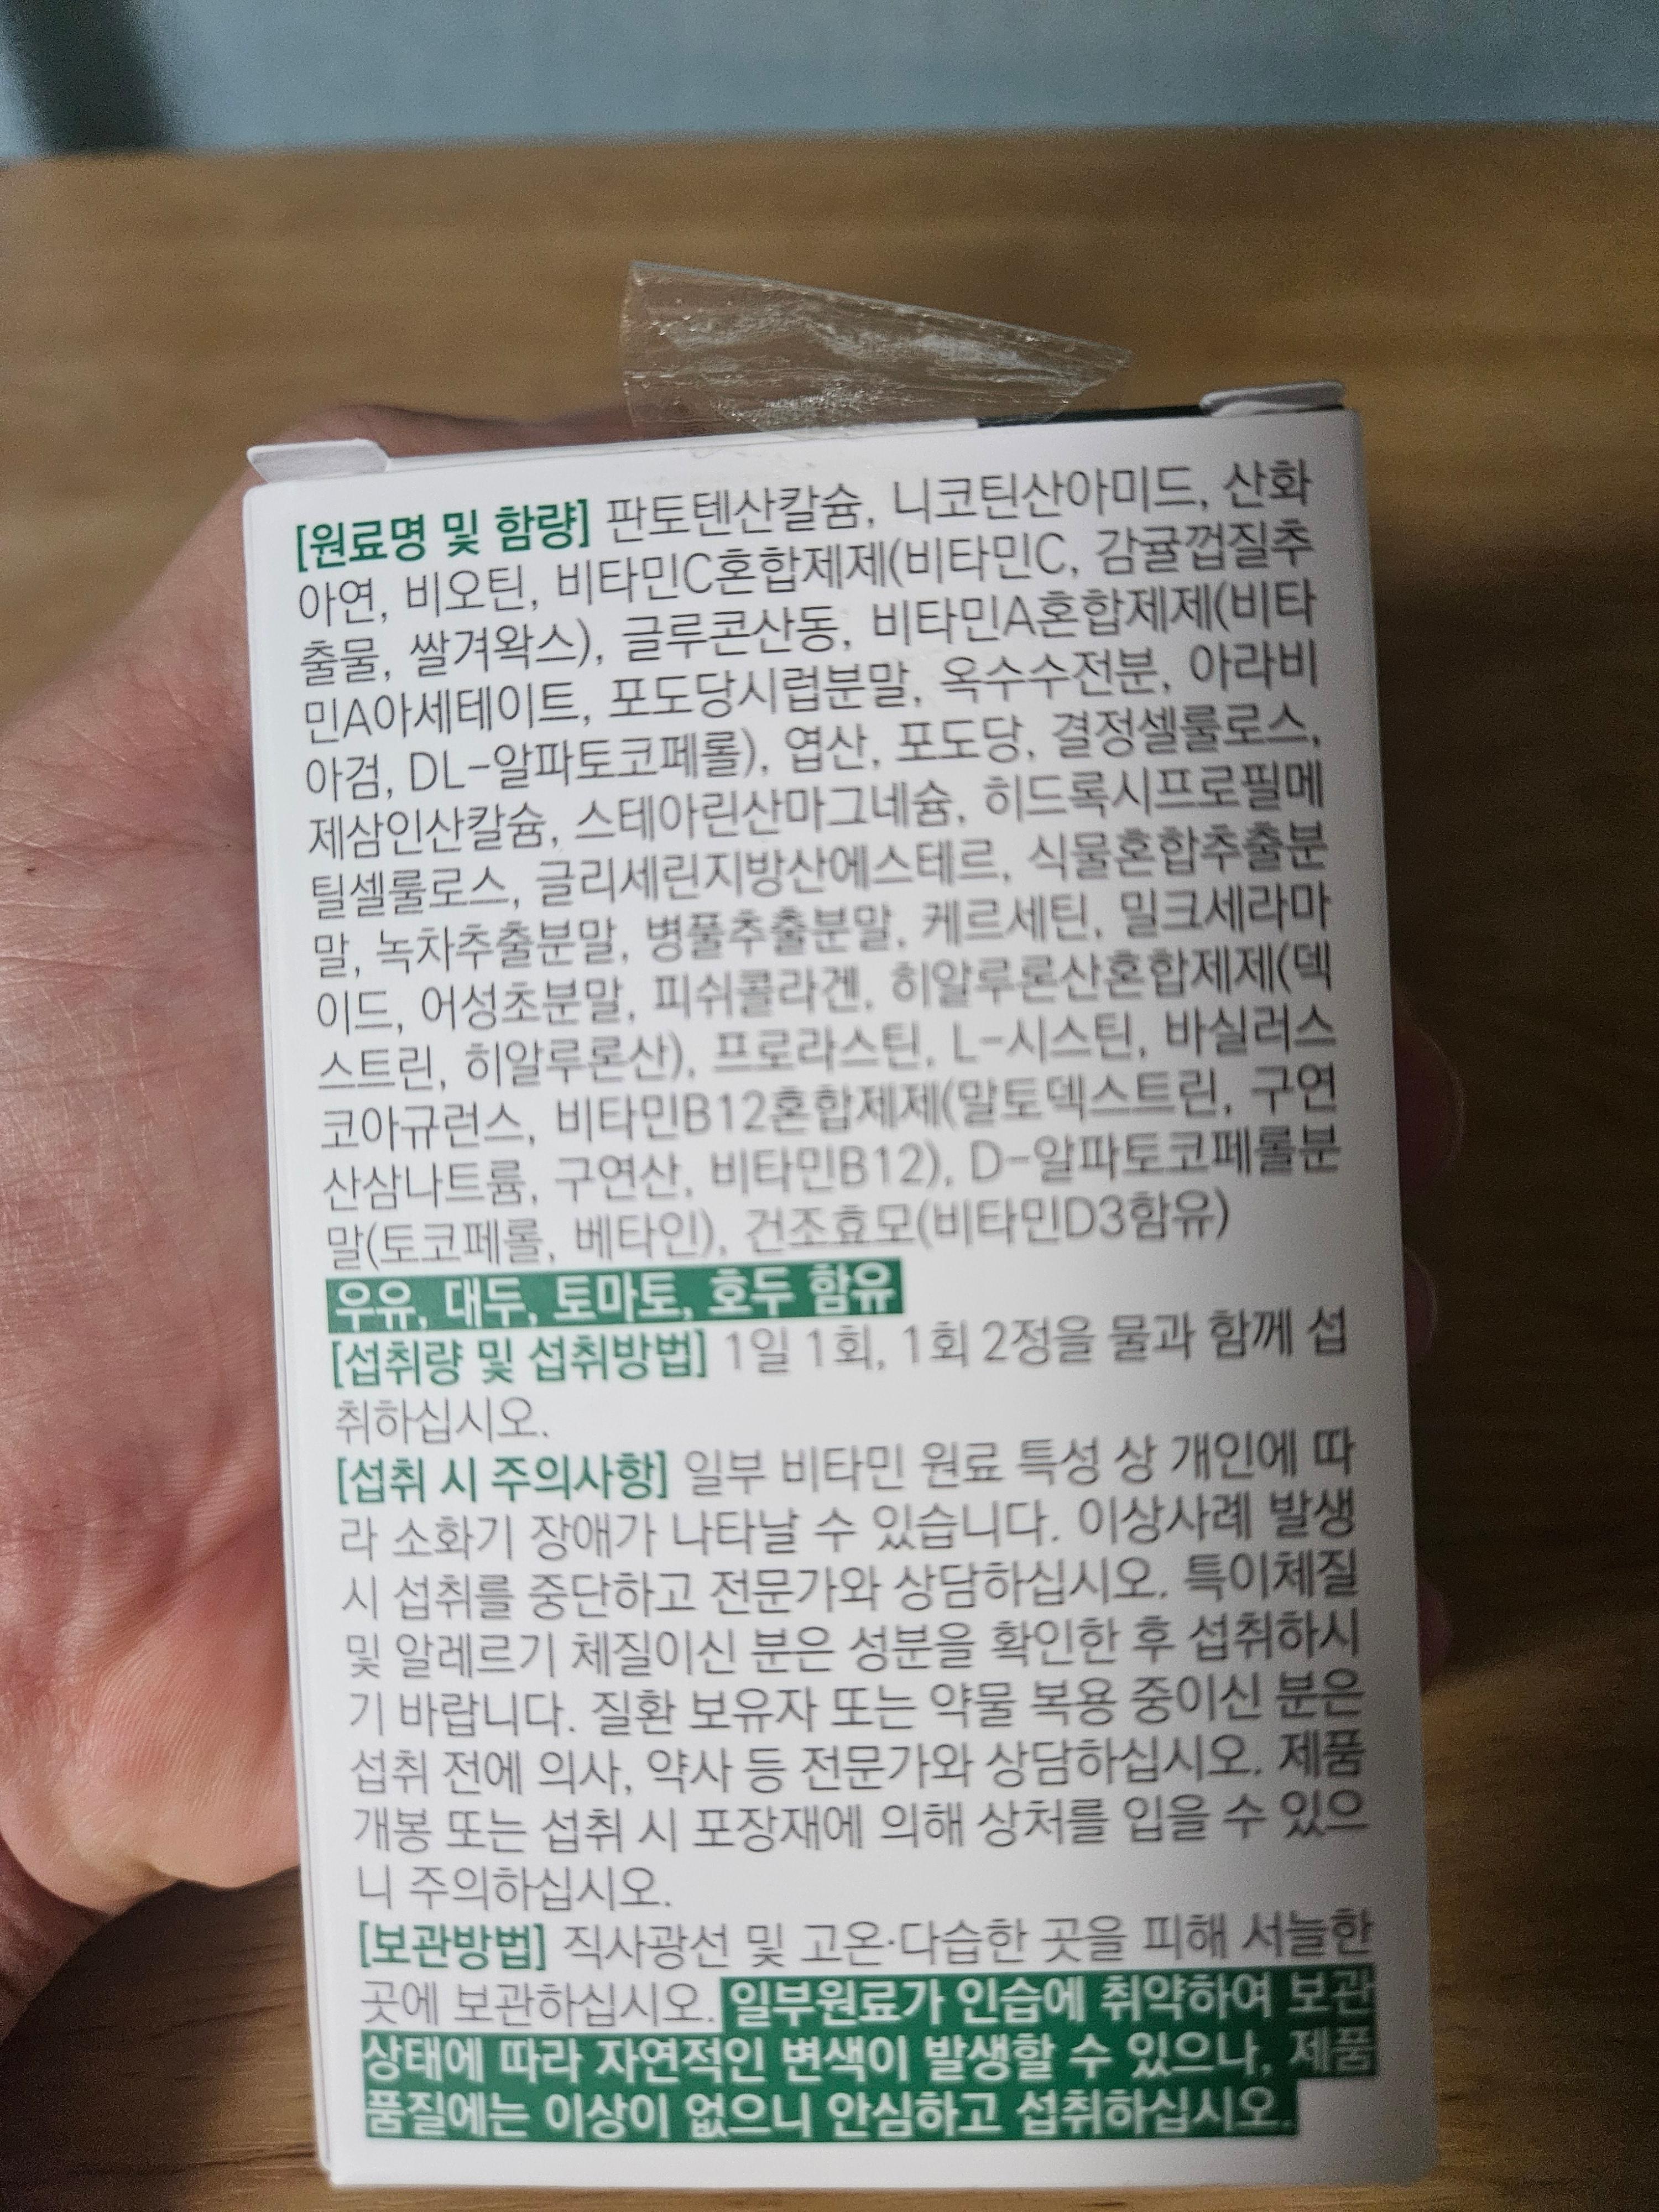 [원료명 및 함량] 판토텐산칼슘, 니코틴산아미드, 산화
아연, 비오틴, 비타민C혼합제제(비타민C, 감귤껍질추
출물, 쌀겨왁스), 글루콘산동, 비타민A혼합제제(비타
민A아세테이트, 포도당시럽분말, 옥수수전분, 아라비
아검, DL-알파토코페롤), 엽산, 포도당, 결정셀룰로스,
제삼인산칼슘, 스테아린산마그네슘, 히드록시프로필메
틸셀룰로스, 글리세린지방산에스테르, 식물혼합추출분
말, 녹차추출분말, 병풀추출분말, 케르세틴, 밀크세라마
이드, 어성초분말, 피쉬콜라겐, 히알루론산혼합제제(덱
스트린, 히알루론산), 프로라스틴, L-시스틴, 바실러스
코아규런스, 비타민B12혼합제제(말토덱스트린, 구연
산삼나트륨, 구연산, 비타민B12), D-알파토코페롤분
말(토코페롤, 베타인), 건조효모(비타민D3함유)
우유, 대두, 토마토, 호두 함유
[섭취량 및 섭취방법] 1일 1회, 1회 2정을 물과 함께 섭
취하십시오.
[섭취 시 주의사항] 일부 비타민 원료 특성 상 개인에 따
라 소화기 장애가 나타날 수 있습니다. 이상사례 발생
시 섭취를 중단하고 전문가와 상담하십시오. 특이체질
및 알레르기 체질이신 분은 성분을 확인한 후 섭취하시
기 바랍니다. 질환 보유자 또는 약물 복용 중이신 분은
섭취 전에 의사, 약사 등 전문가와 상담하십시오. 제품
개봉 또는 섭취 시 포장재에 의해 상처를 입을 수 있으
니 주의하십시오.
[보관방법] 직사광선 및 고온·다습한 곳을 피해 서늘한
곳에 보관하십시오. 일부원료가 인습에 취약하여 보관
상태에 따라 자연적인 변색이 발생할 수 있으나, 제품
품질에는 이상이 없으니 안심하고 섭취하십시오.